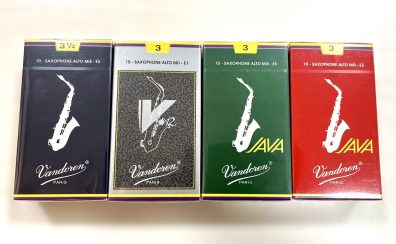 3½
10 - SAXOPHONE ALTO Mi♭ - E♭
Vandoren®
PARIS
3
10 - SAXOPHONE ALTO Mi♭ - E♭
V
Vandoren®
PARIS
3
10 - SAXOPHONE ALTO Mi♭ - E♭
JAVA
Vandoren®
PARIS
3
10 - SAXOPHONE ALTO Mi♭ - E♭
JAVA
Vandoren®
PARIS